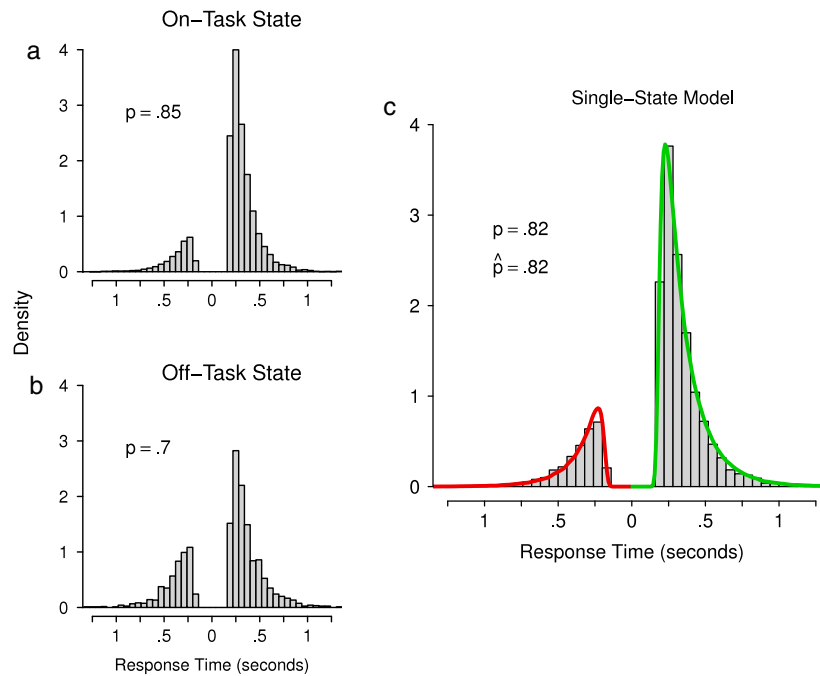 On−Task State
a
4
3
2
1
0
p = .85
1 .5 0 .5 1
Density
Off−Task State
b
4
3
2
1
0
p = .7
1 .5 0 .5 1
Response Time (seconds)
c
Single−State Model
4
3
2
1
0
p = .82
p̂ = .82
1 .5 0 .5 1
Response Time (seconds)